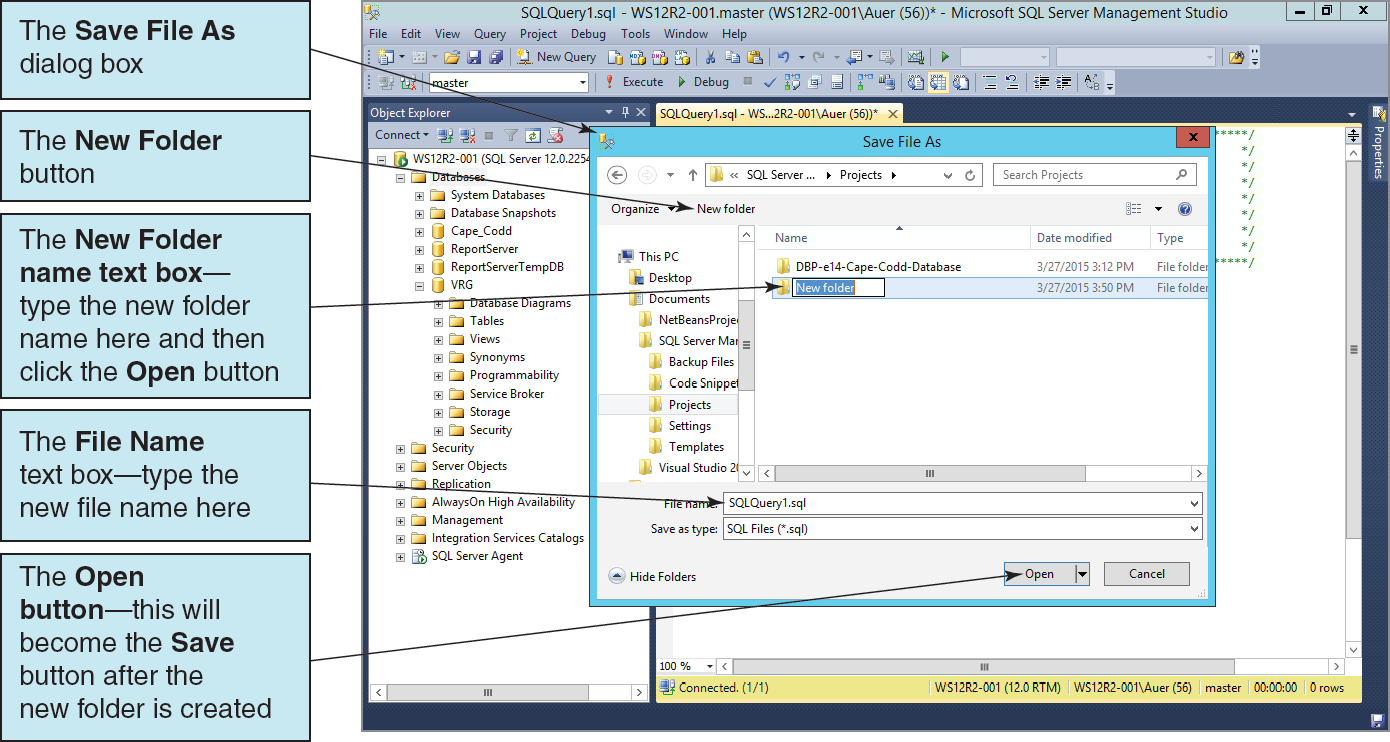 The Save File As
dialog box
The New Folder
button
The New Folder
name text box—
type the new folder
name here and then
click the Open button
The File Name
text box—type the
new file name here
The Open
button—this will
become the Save
button after the
new folder is created
SQLQuery1.sql - WS12R2-001.master (WS12R2-001\Auer (56))* - Microsoft SQL Server Management Studio
File Edit View Query Project Debug Tools Window Help
New Query
master Execute Debug
Object Explorer
Connect
WS12R2-001 (SQL Server 12.0.2254
Databases
System Databases
Database Snapshots
Cape_Codd
ReportServer
ReportServerTempDB
VRG
Database Diagrams
Tables
Views
Synonyms
Programmability
Service Broker
Storage
Security
Security
Server Objects
Replication
AlwaysOn High Availability
Management
Integration Services Catalogs
SQL Server Agent
SQLQuery1.sql - WS...2R2-001\Auer (56))*
*****/
*/
*/
*/
*/
*/
*/
*/
*****/
Properties
Save File As
« SQL Server ... Projects
Search Projects
Organize New folder
This PC
Desktop
Documents
NetBeansProje
SQL Server Mar
Backup Files
Code Snippet
Projects
Settings
Templates
Visual Studio 20
Name Date modified Type
DBP-e14-Cape-Codd-Database 3/27/2015 3:12 PM File folder
New folder 3/27/2015 3:50 PM File folder
File name: SQLQuery1.sql
Save as type: SQL Files (*.sql)
Hide Folders Open Cancel
100 %
Connected. (1/1) WS12R2-001 (12.0 RTM) WS12R2-001\Auer (56) master 00:00:00 0 rows